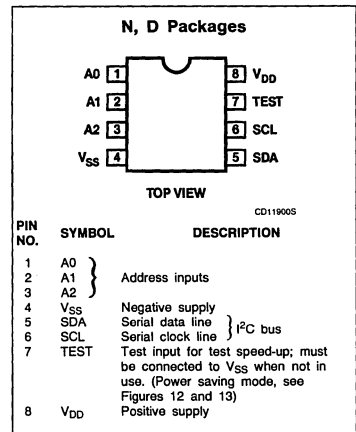 N, D Packages
A0 1 8 VDD
A1 2 7 TEST
A2 3 6 SCL
VSS 4 5 SDA
TOP VIEW
CD11900S
PIN NO. SYMBOL DESCRIPTION
1 A0
2 A1 Address inputs
3 A2
4 VSS Negative supply
5 SDA Serial data line
I²C bus
6 SCL Serial clock line
7 TEST Test input for test speed-up; must
be connected to VSS when not in
use. (Power saving mode, see
Figures 12 and 13)
8 VDD Positive supply